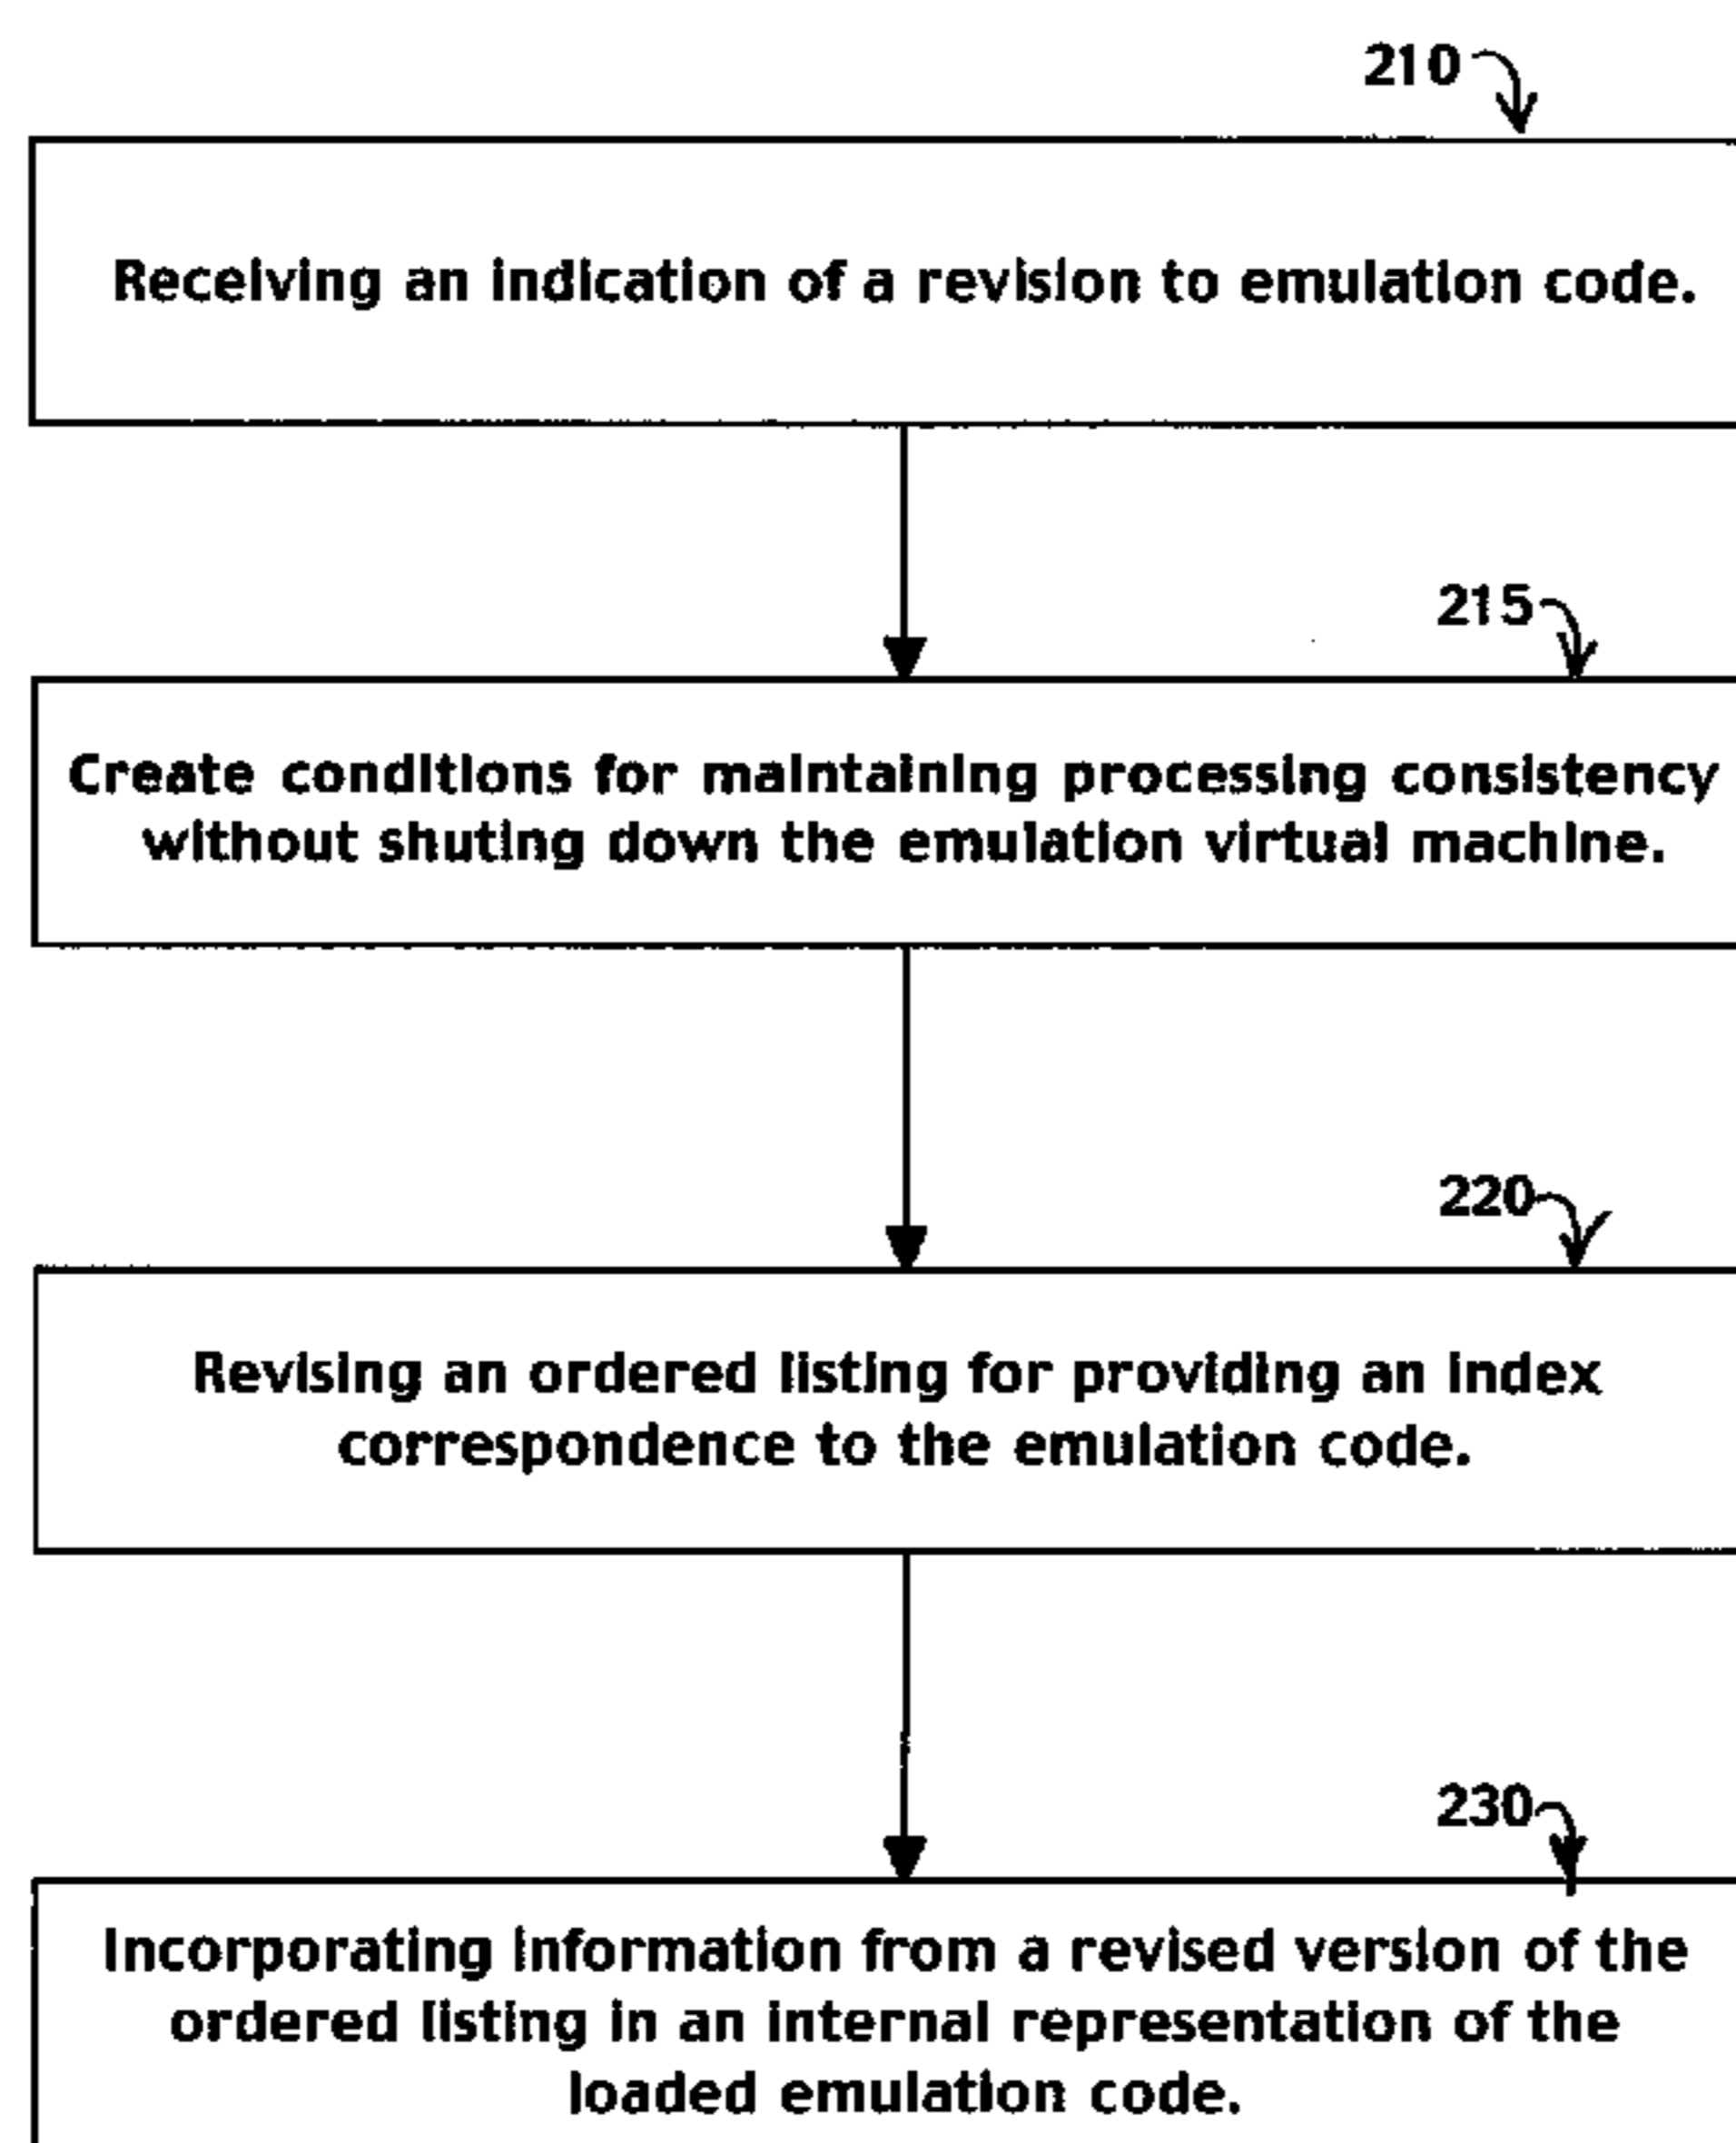 210
Receiving an indication of a revision to emulation code.
215
Create conditions for maintaining processing consistency
without shuting down the emulation virtual machine.
220
Revising an ordered listing for providing an index
correspondence to the emulation code.
230
Incorporating information from a revised version of the
ordered listing in an internal representation of the
loaded emulation code.